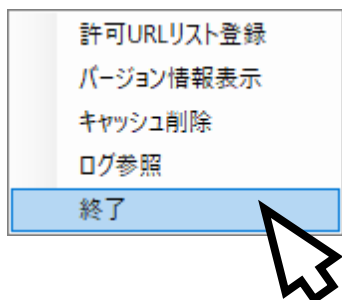 許可URLリスト登録
バージョン情報表示
キャッシュ削除
ログ参照
終了